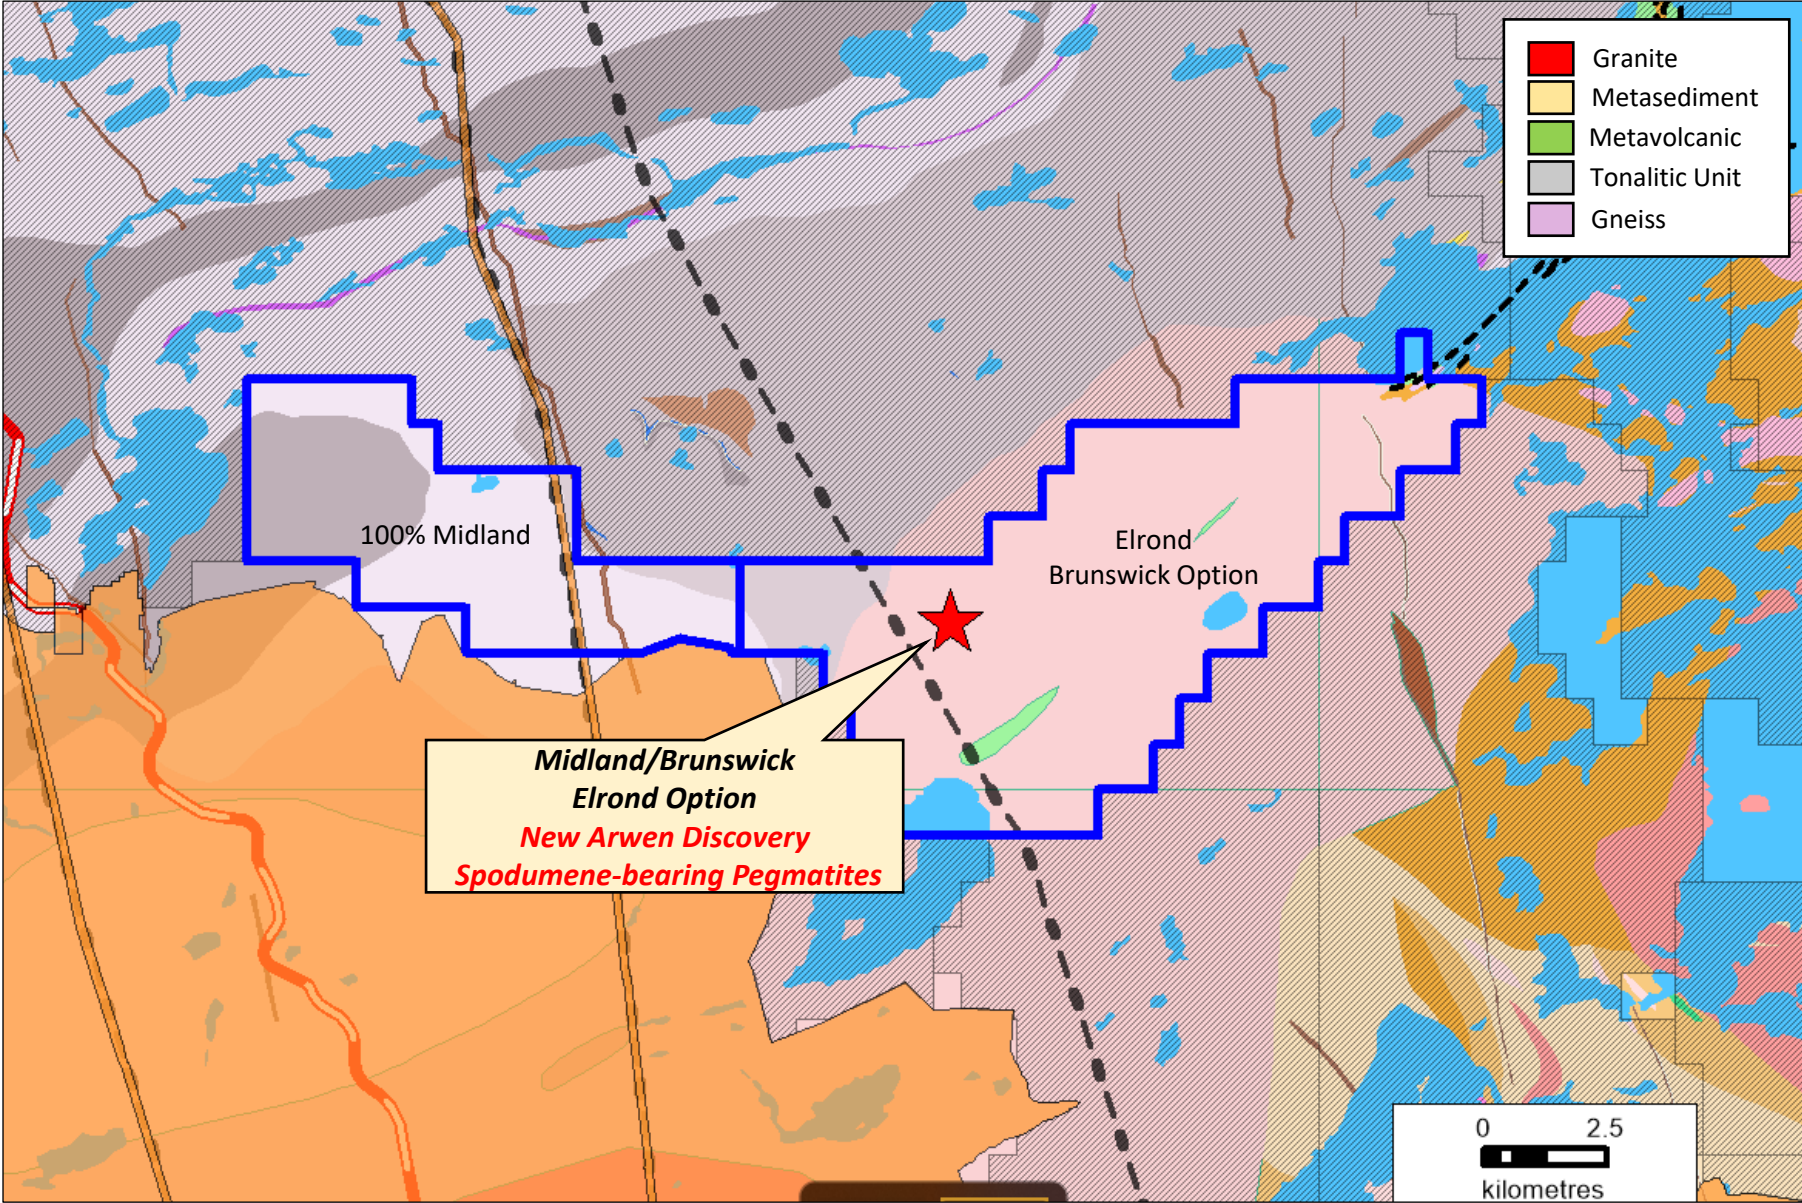 Granite
Metasediment
Metavolcanic
Tonalitic Unit
Gneiss
100% Midland
Elrond
Brunswick Option
Midland/Brunswick
Elrond Option
New Arwen Discovery
Spodumene-bearing Pegmatites
0 2.5
kilometres